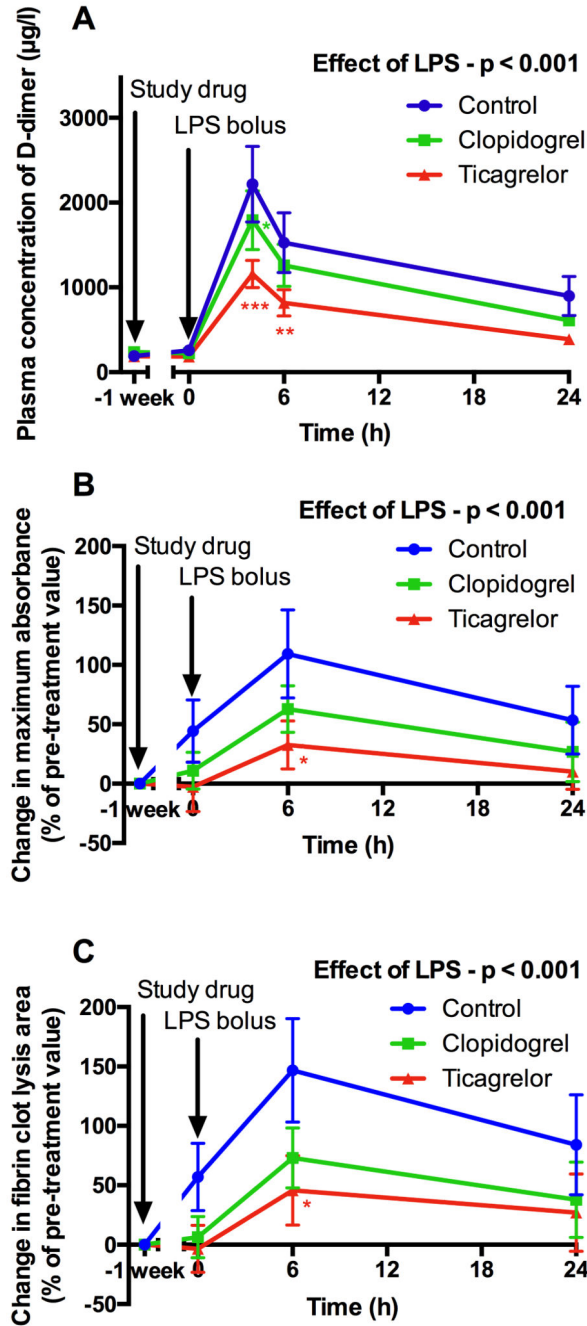 A
Plasma concentration of D-dimer (µg/l)
Effect of LPS - p < 0.001
Study drug
LPS bolus
Control
Clopidogrel
Ticagrelor
3000
2000
1000
0
*
***
**
-1 week 0 6 12 18 24
Time (h)
B
Change in maximum absorbance
(% of pre-treatment value)
Effect of LPS - p < 0.001
Study drug
LPS bolus
Control
Clopidogrel
Ticagrelor
200
150
100
50
0
-50
*
-1 week 0 6 12 18 24
Time (h)
C
Change in fibrin clot lysis area
(% of pre-treatment value)
Effect of LPS - p < 0.001
Study drug
LPS bolus
Control
Clopidogrel
Ticagrelor
200
150
100
50
0
-50
*
-1 week 0 6 12 18 24
Time (h)